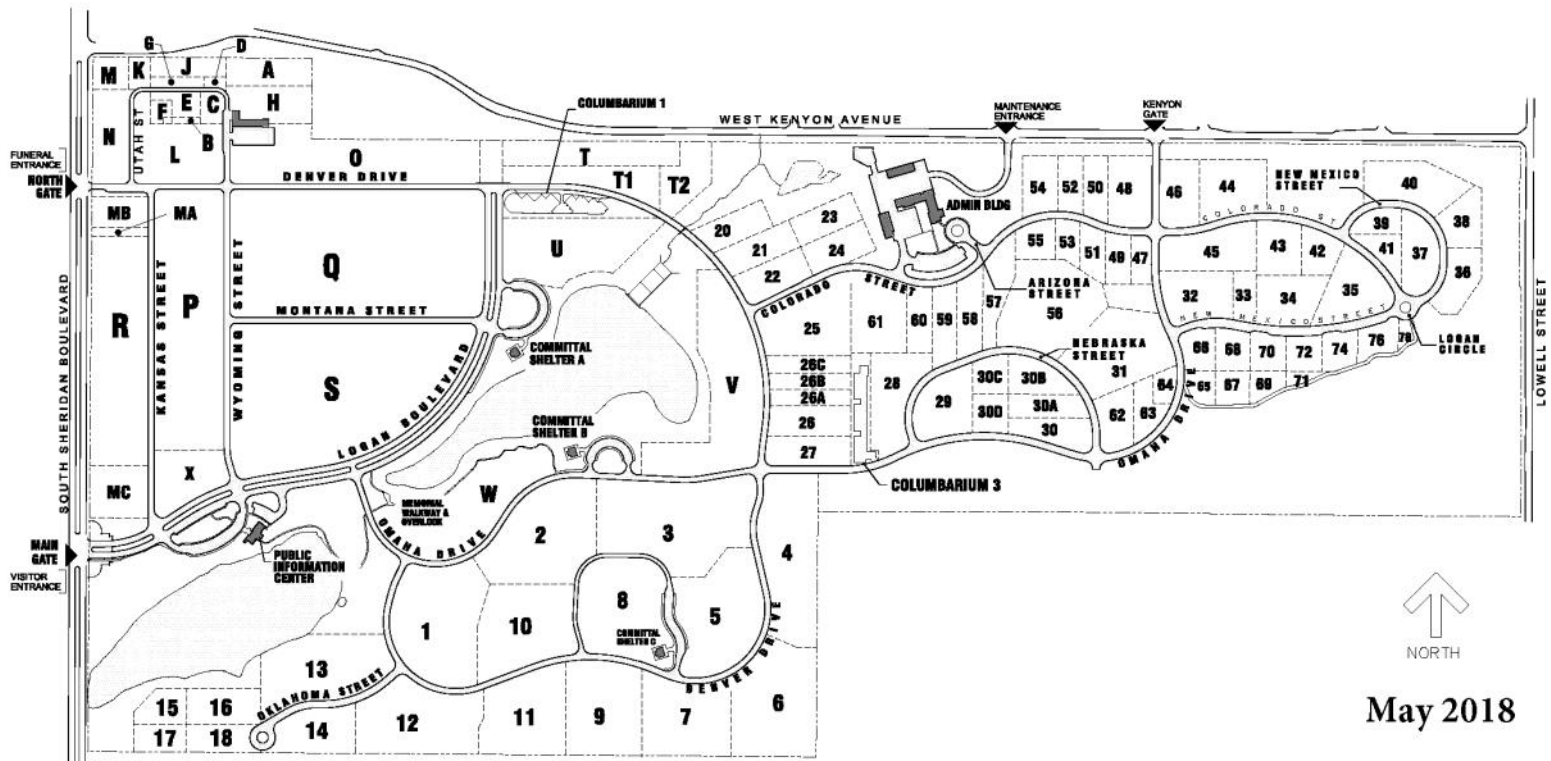 G
D
M
K
J
A
F
E
C
H
B
N
L
UTAH ST
COLUMBARIUM 1
WEST KENYON AVENUE
MAINTENANCE
ENTRANCE
KENYON
GATE
FUNERAL
ENTRANCE
NORTH
GATE
O
DENVER DRIVE
T
T1
T2
MB
MA
R
KANSAS STREET
P
WYOMING STREET
Q
MONTANA STREET
S
LOGAN BOULEVARD
U
COMMITTAL
SHELTER A
COMMITTAL
SHELTER B
V
X
MC
SOUTH SHERIDAN BOULEVARD
MAIN
GATE
VISITOR
ENTRANCE
PUBLIC
INFORMATION
CENTER
MEMORIAL
WALKWAY &
OVERLOOK
W
OMAHA DRIVE
20
21
22
23
24
ADMIN BLDG
COLORADO STREET
ARIZONA
STREET
54
52
50
48
46
44
NEW MEXICO
STREET
40
38
39
41
37
36
COLORADO ST
55
53
51
49
47
45
43
42
32
33
34
35
NEW MEXICO STREET
LOGAN
CIRCLE
LOWELL STREET
25
26C
26B
26A
26
27
61
60
59
58
57
56
28
29
NEBRASKA
STREET
30C
30B
30D
30A
30
31
62
63
64
OMAHA DRIVE
66
68
70
72
74
76
78
65
67
69
71
COLUMBARIUM 3
1
2
3
4
5
8
10
COMMITTAL
SHELTER C
DENVER DRIVE
13
OKLAHOMA STREET
15
16
17
18
14
12
11
9
7
6
NORTH
May 2018